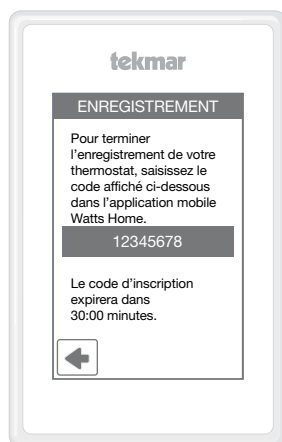 tekmar
ENREGISTREMENT
Pour terminer
l'enregistrement de votre
thermostat, saisissez le
code affiché ci-dessous
dans l'application mobile
Watts Home.
12345678
Le code d'inscription
expirera dans
30:00 minutes.